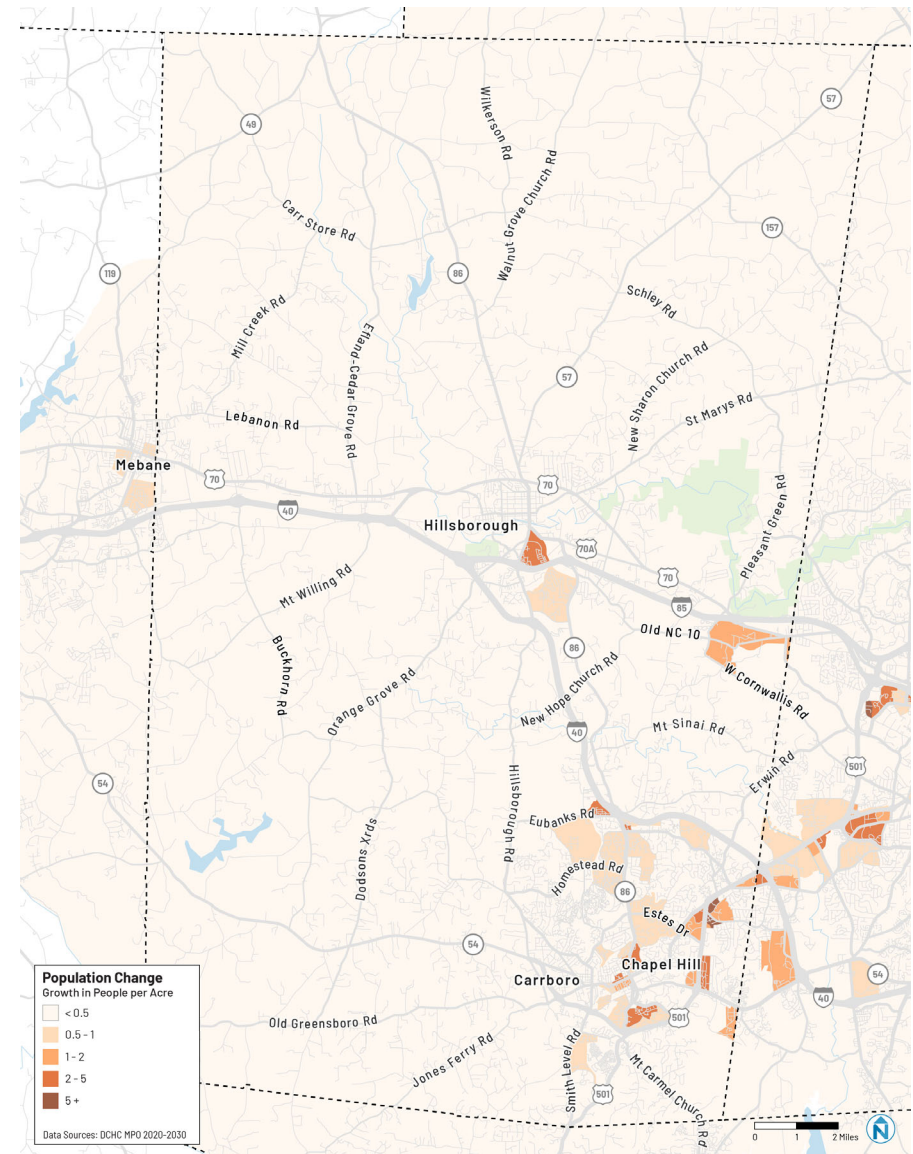 57
Wilkerson Rd
49
Walnut Grove Church Rd
Carr Store Rd
157
119
86
Schley Rd
Mill Creek Rd
Efland-Cedar Grove Rd
New Sharon Church Rd
57
St Marys Rd
Lebanon Rd
Mebane
70
70
Pleasant Green Rd
40
Hillsborough
70A
70
Mt Willing Rd
85
Old NC 10
Buckhorn Rd
86
New Hope Church Rd
W Cornwallis Rd
Orange Grove Rd
Mt Sinai Rd
40
501
Erwin Rd
54
Hillsborough Rd
Eubanks Rd
Dodsons Xrds
Homestead Rd
86
Estes Dr
54
Chapel Hill
Carrboro
54
40
Population Change
Growth in People per Acre
< 0.5
0.5 - 1
1 - 2
2 - 5
5 +
Data Sources: DCHC MPO 2020-2030
Old Greensboro Rd
501
Jones Ferry Rd
Smith Level Rd
Mt Carmel Church Rd
501
0 1 2 Miles
N